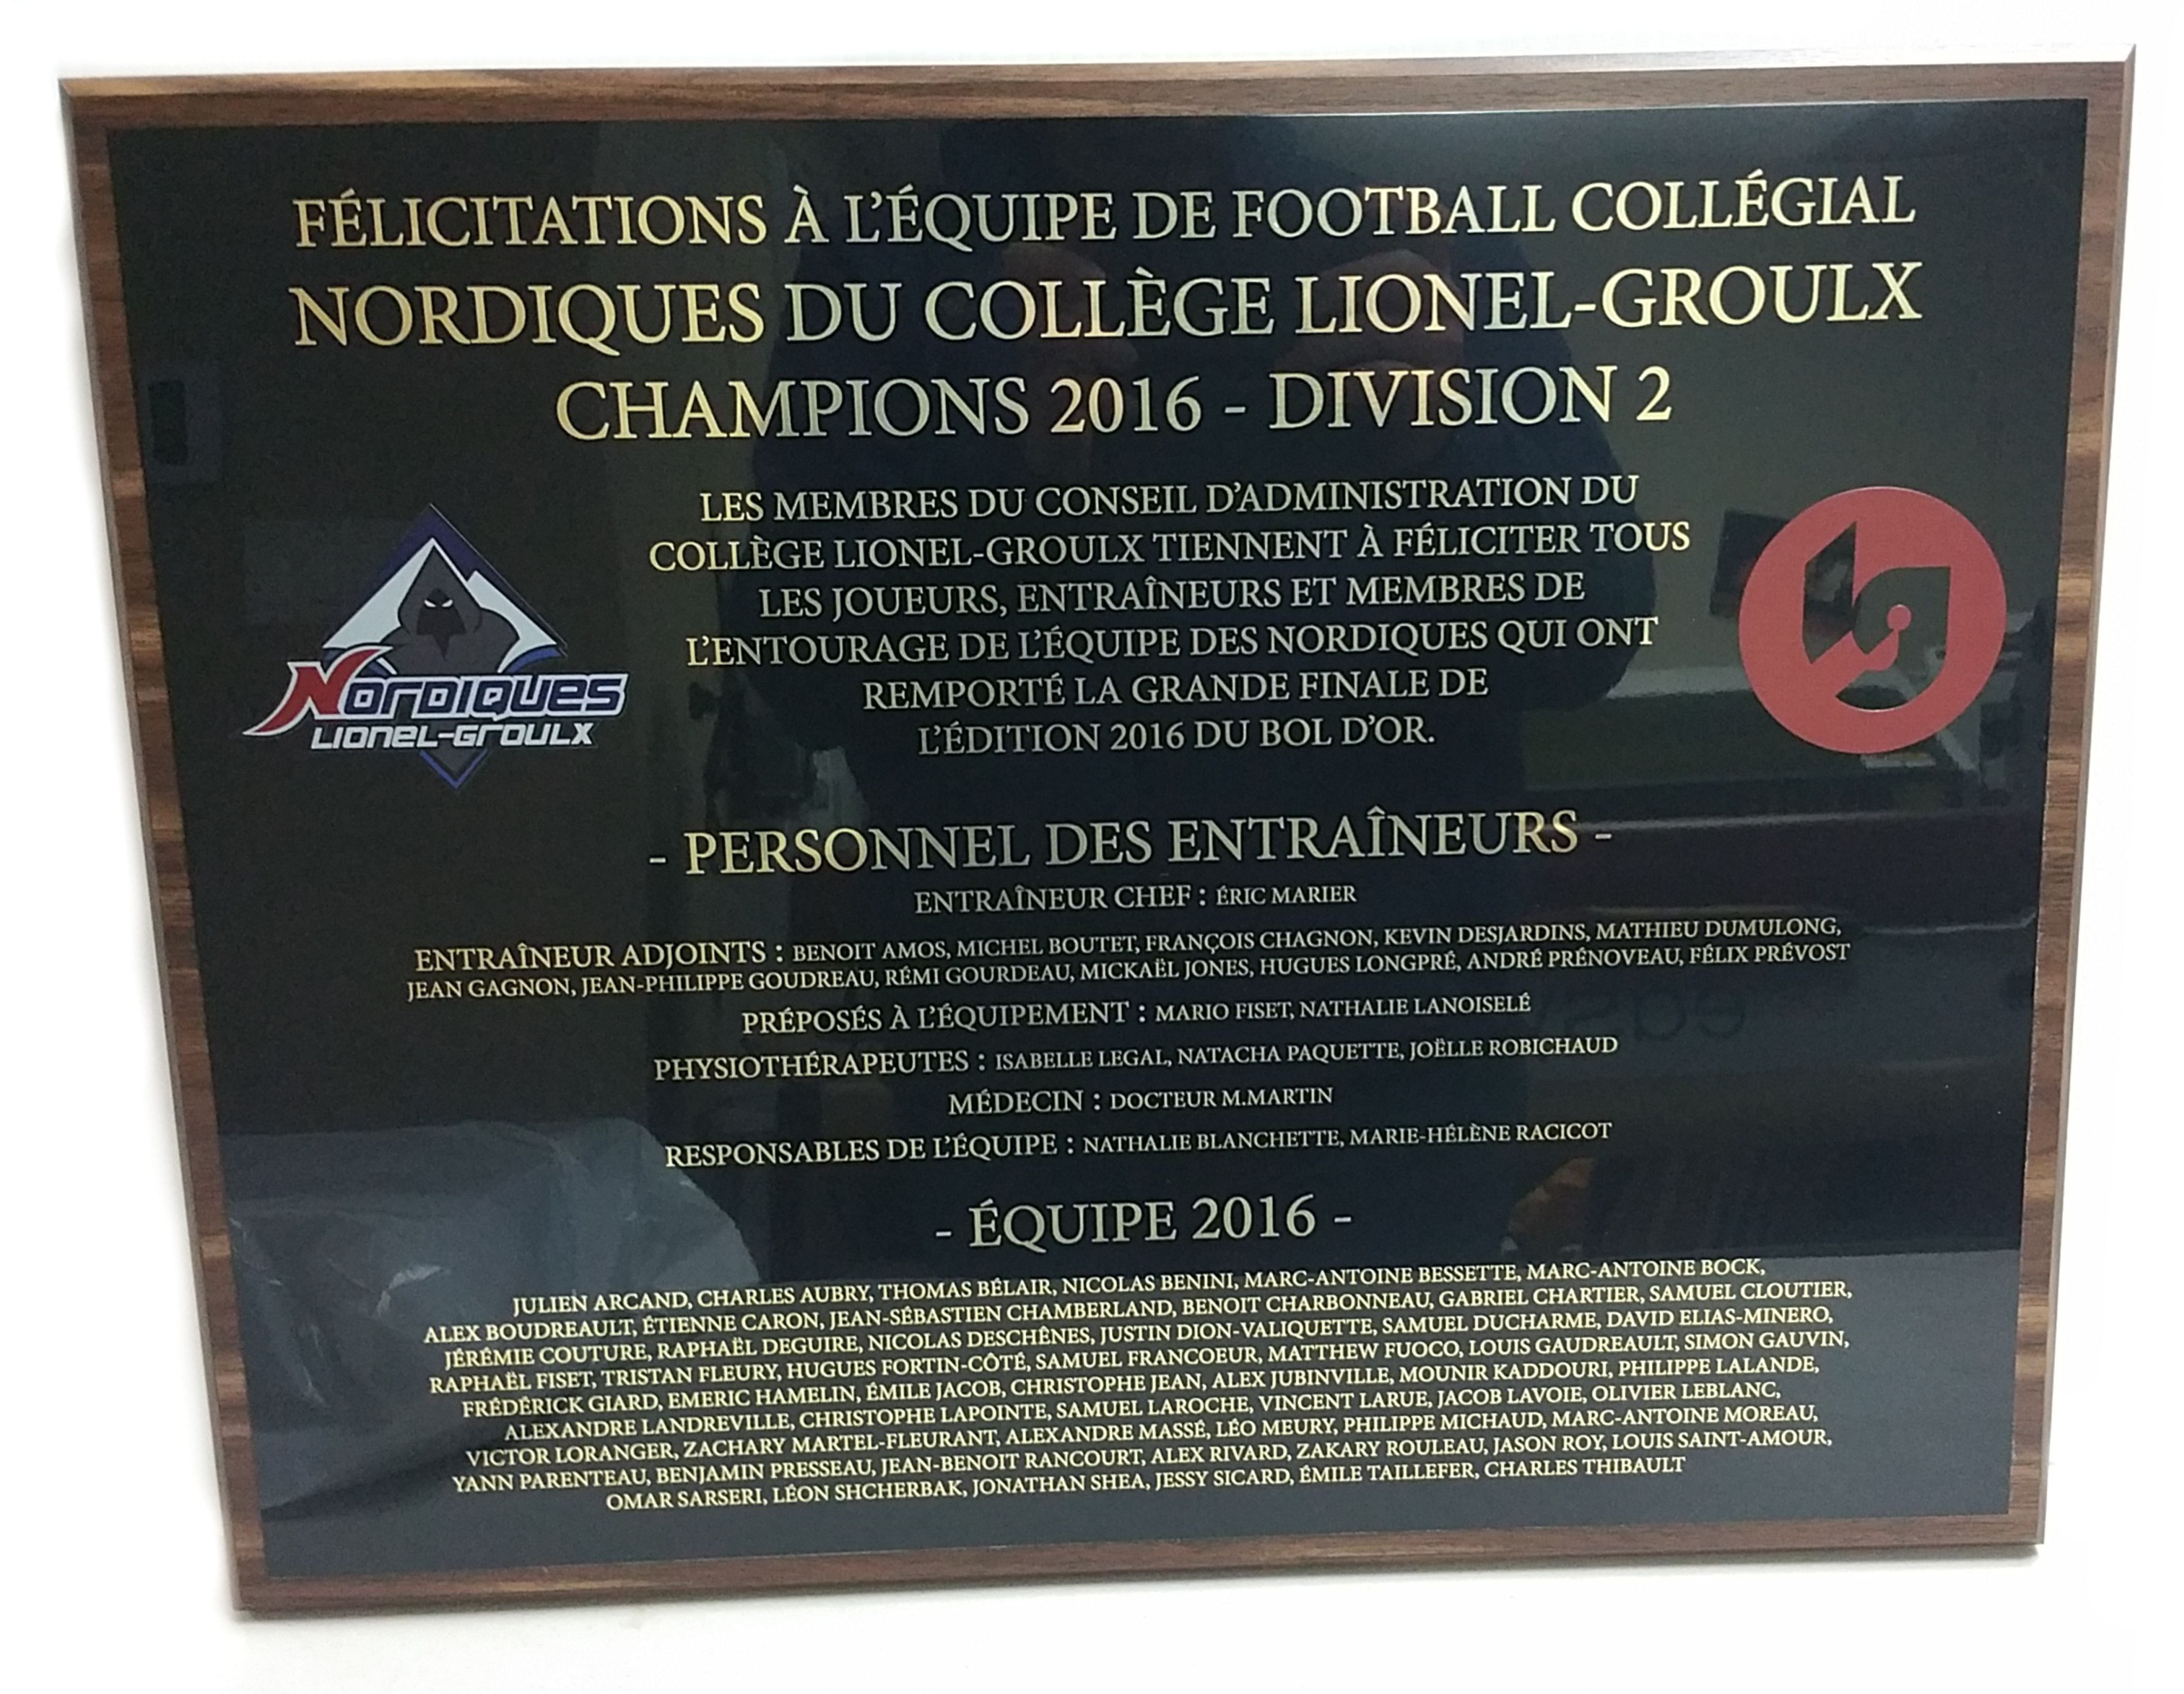 FÉLICITATIONS À L'ÉQUIPE DE FOOTBALL COLLÉGIAL
NORDIQUES DU COLLÈGE LIONEL-GROULX
CHAMPIONS 2016 - DIVISION 2
LES MEMBRES DU CONSEIL D'ADMINISTRATION DU
COLLÈGE LIONEL-GROULX TIENNENT À FÉLICITER TOUS
LES JOUEURS, ENTRAÎNEURS ET MEMBRES DE
L'ENTOURAGE DE L'ÉQUIPE DES NORDIQUES QUI ONT
REMPORTÉ LA GRANDE FINALE DE
L'ÉDITION 2016 DU BOL D'OR.
NORDIQUES
LIONEL-GROULX
- PERSONNEL DES ENTRAÎNEURS -
ENTRAÎNEUR CHEF : ÉRIC MARIER
ENTRAÎNEUR ADJOINTS : BENOIT AMOS, MICHEL BOUTET, FRANÇOIS CHAGNON, KEVIN DESJARDINS, MATHIEU DUMULONG,
JEAN GAGNON, JEAN-PHILIPPE GOUDREAU, RÉMI GOURDEAU, MICKAËL JONES, HUGUES LONGPRÉ, ANDRÉ PRÉNOVEAU, FÉLIX PRÉVOST
PRÉPOSÉS À L'ÉQUIPEMENT : MARIO FISET, NATHALIE LANOISELÉ
PHYSIOTHÉRAPEUTES : ISABELLE LEGAL, NATACHA PAQUETTE, JOËLLE ROBICHAUD
MÉDECIN : DOCTEUR M.MARTIN
RESPONSABLES DE L'ÉQUIPE : NATHALIE BLANCHETTE, MARIE-HÉLÈNE RACICOT
- ÉQUIPE 2016 -
JULIEN ARCAND, CHARLES AUBRY, THOMAS BÉLAIR, NICOLAS BENINI, MARC-ANTOINE BESSETTE, MARC-ANTOINE BOCK,
ALEX BOUDREAULT, ÉTIENNE CARON, JEAN-SÉBASTIEN CHAMBERLAND, BENOIT CHARBONNEAU, GABRIEL CHARTIER, SAMUEL CLOUTIER,
JÉRÉMIE COUTURE, RAPHAËL DEGUIRE, NICOLAS DESCHÊNES, JUSTIN DION-VALIQUETTE, SAMUEL DUCHARME, DAVID ELIAS-MINERO,
RAPHAËL FISET, TRISTAN FLEURY, HUGUES FORTIN-CÔTÉ, SAMUEL FRANCOEUR, MATTHEW FUOCO, LOUIS GAUDREAULT, SIMON GAUVIN,
FRÉDÉRICK GIARD, EMERIC HAMELIN, ÉMILE JACOB, CHRISTOPHE JEAN, ALEX JUBINVILLE, MOUNIR KADDOURI, PHILIPPE LALANDE,
ALEXANDRE LANDREVILLE, CHRISTOPHE LAPOINTE, SAMUEL LAROCHE, VINCENT LARUE, JACOB LAVOIE, OLIVIER LEBLANC,
VICTOR LORANGER, ZACHARY MARTEL-FLEURANT, ALEXANDRE MASSÉ, LÉO MEURY, PHILIPPE MICHAUD, MARC-ANTOINE MOREAU,
YANN PARENTEAU, BENJAMIN PRESSEAU, JEAN-BENOIT RANCOURT, ALEX RIVARD, ZAKARY ROULEAU, JASON ROY, LOUIS SAINT-AMOUR,
OMAR SARSERI, LÉON SHCHERBAK, JONATHAN SHEA, JESSY SICARD, ÉMILE TAILLEFER, CHARLES THIBAULT